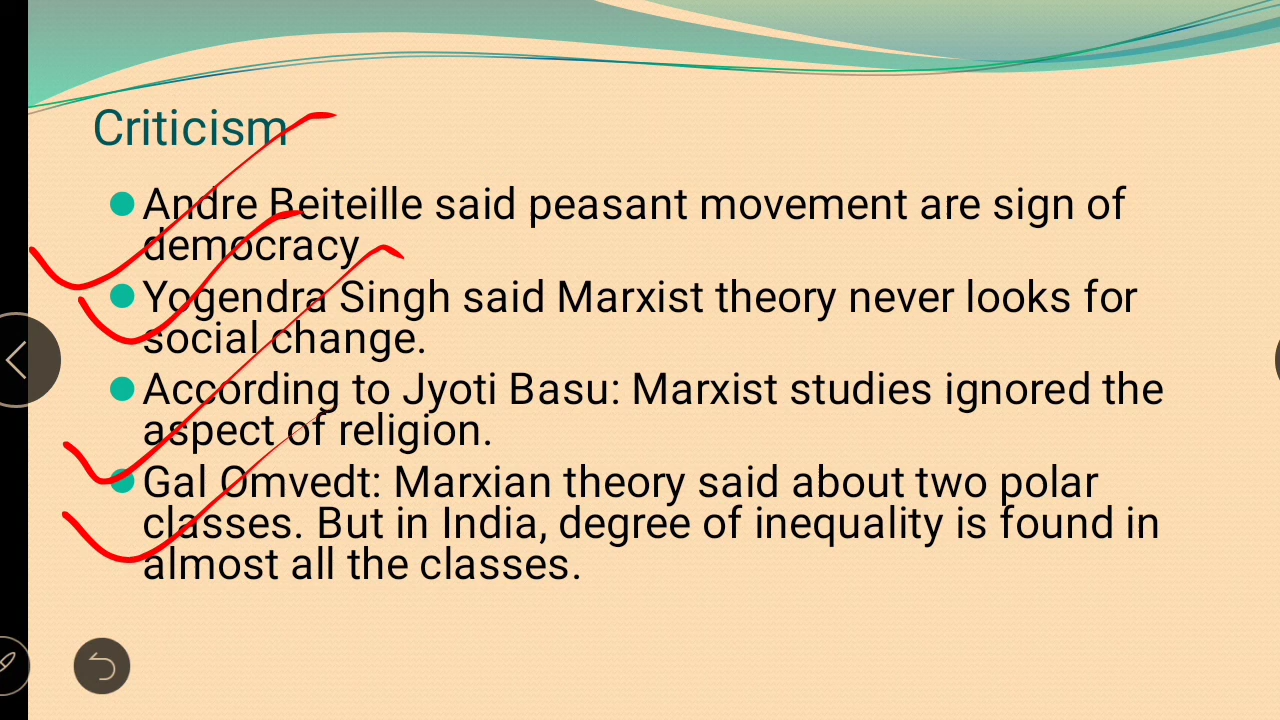 Criticism
Andre Beiteille said peasant movement are sign of
democracy
Yogendra Singh said Marxist theory never looks for
social change.
According to Jyoti Basu: Marxist studies ignored the
aspect of religion.
Gal Omvedt: Marxian theory said about two polar
classes. But in India, degree of inequality is found in
almost all the classes.